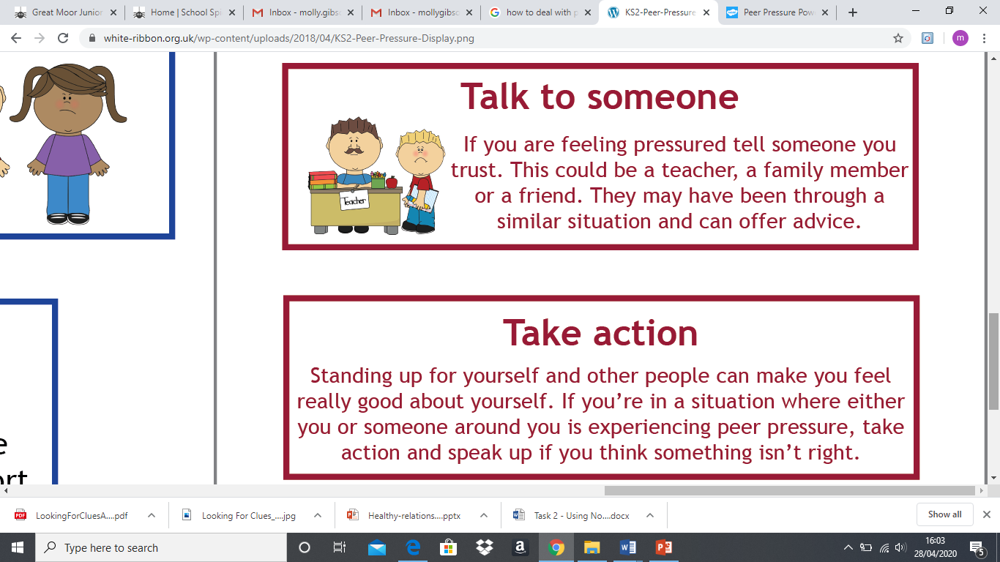 Great Moor Junior
Home | School Spi
Inbox - molly.gibso
Inbox - mollygibso
how to deal with p
KS2-Peer-Pressure
Peer Pressure Pow
white-ribbon.org.uk/wp-content/uploads/2018/04/KS2-Peer-Pressure-Display.png
m
Talk to someone
If you are feeling pressured tell someone you
trust. This could be a teacher, a family member
or a friend. They may have been through a
similar situation and can offer advice.
Teacher
Take action
Standing up for yourself and other people can make you feel
really good about yourself. If you’re in a situation where either
you or someone around you is experiencing peer pressure, take
action and speak up if you think something isn’t right.
e
ort
PDF
LookingForCluesA....pdf
Looking For Clues_....jpg
Healthy-relations....pptx
Task 2 - Using No....docx
Show all
Type here to search
16:03
28/04/2020
5